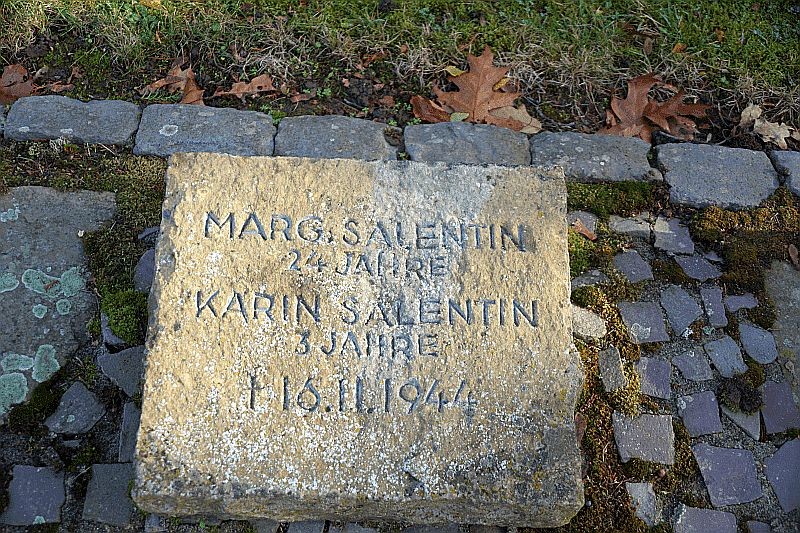 MARG. SALENTIN
24 JAHRE
KARIN SALENTIN
3 JAHRE
† 16.11.1944